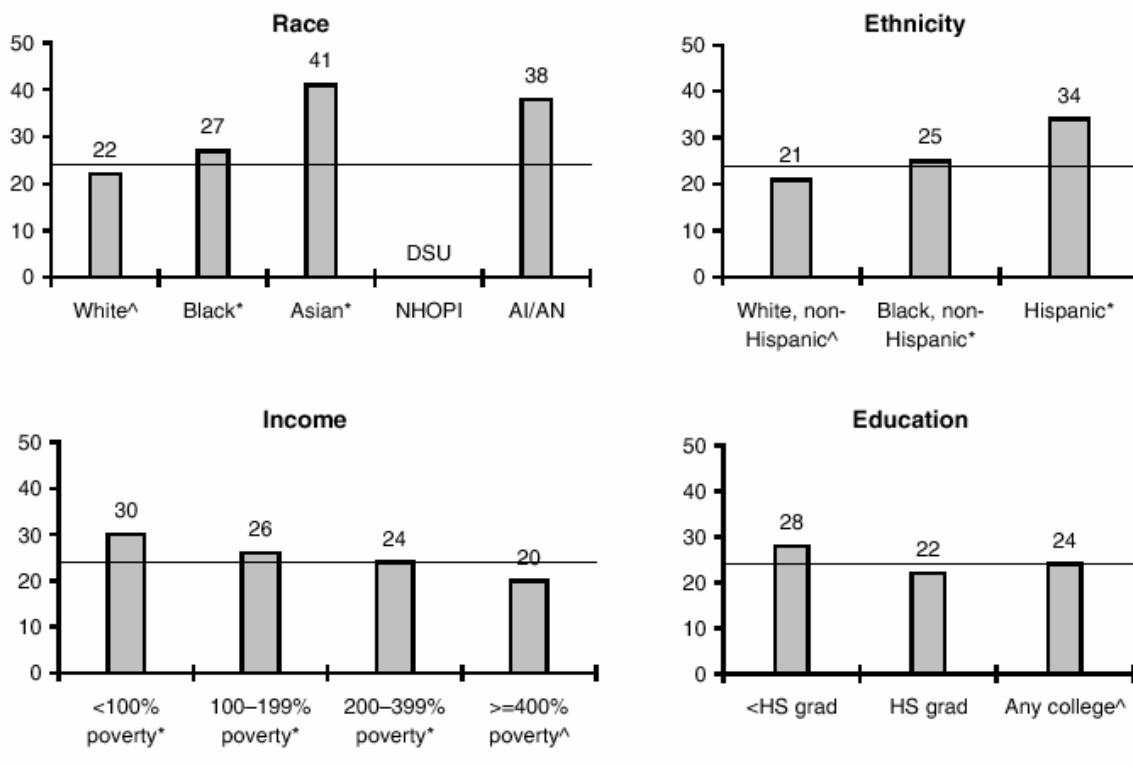 Race
50
40
30
20
10
0
22
27
41
DSU
38
White^
Black*
Asian*
NHOPI
AI/AN
Ethnicity
50
40
30
20
10
0
21
25
34
White, non-
Hispanic^
Black, non-
Hispanic*
Hispanic*
Income
50
40
30
20
10
0
30
26
24
20
<100%
poverty*
100–199%
poverty*
200–399%
poverty*
>=400%
poverty^
Education
50
40
30
20
10
0
28
22
24
<HS grad
HS grad
Any college^